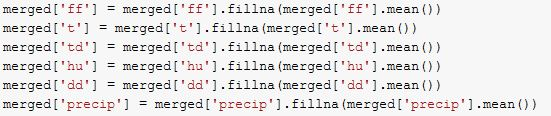 merged['ff'] = merged['ff'].fillna(merged['ff'].mean())
merged['t'] = merged['t'].fillna(merged['t'].mean())
merged['td'] = merged['td'].fillna(merged['td'].mean())
merged['hu'] = merged['hu'].fillna(merged['hu'].mean())
merged['dd'] = merged['dd'].fillna(merged['dd'].mean())
merged['precip'] = merged['precip'].fillna(merged['precip'].mean())